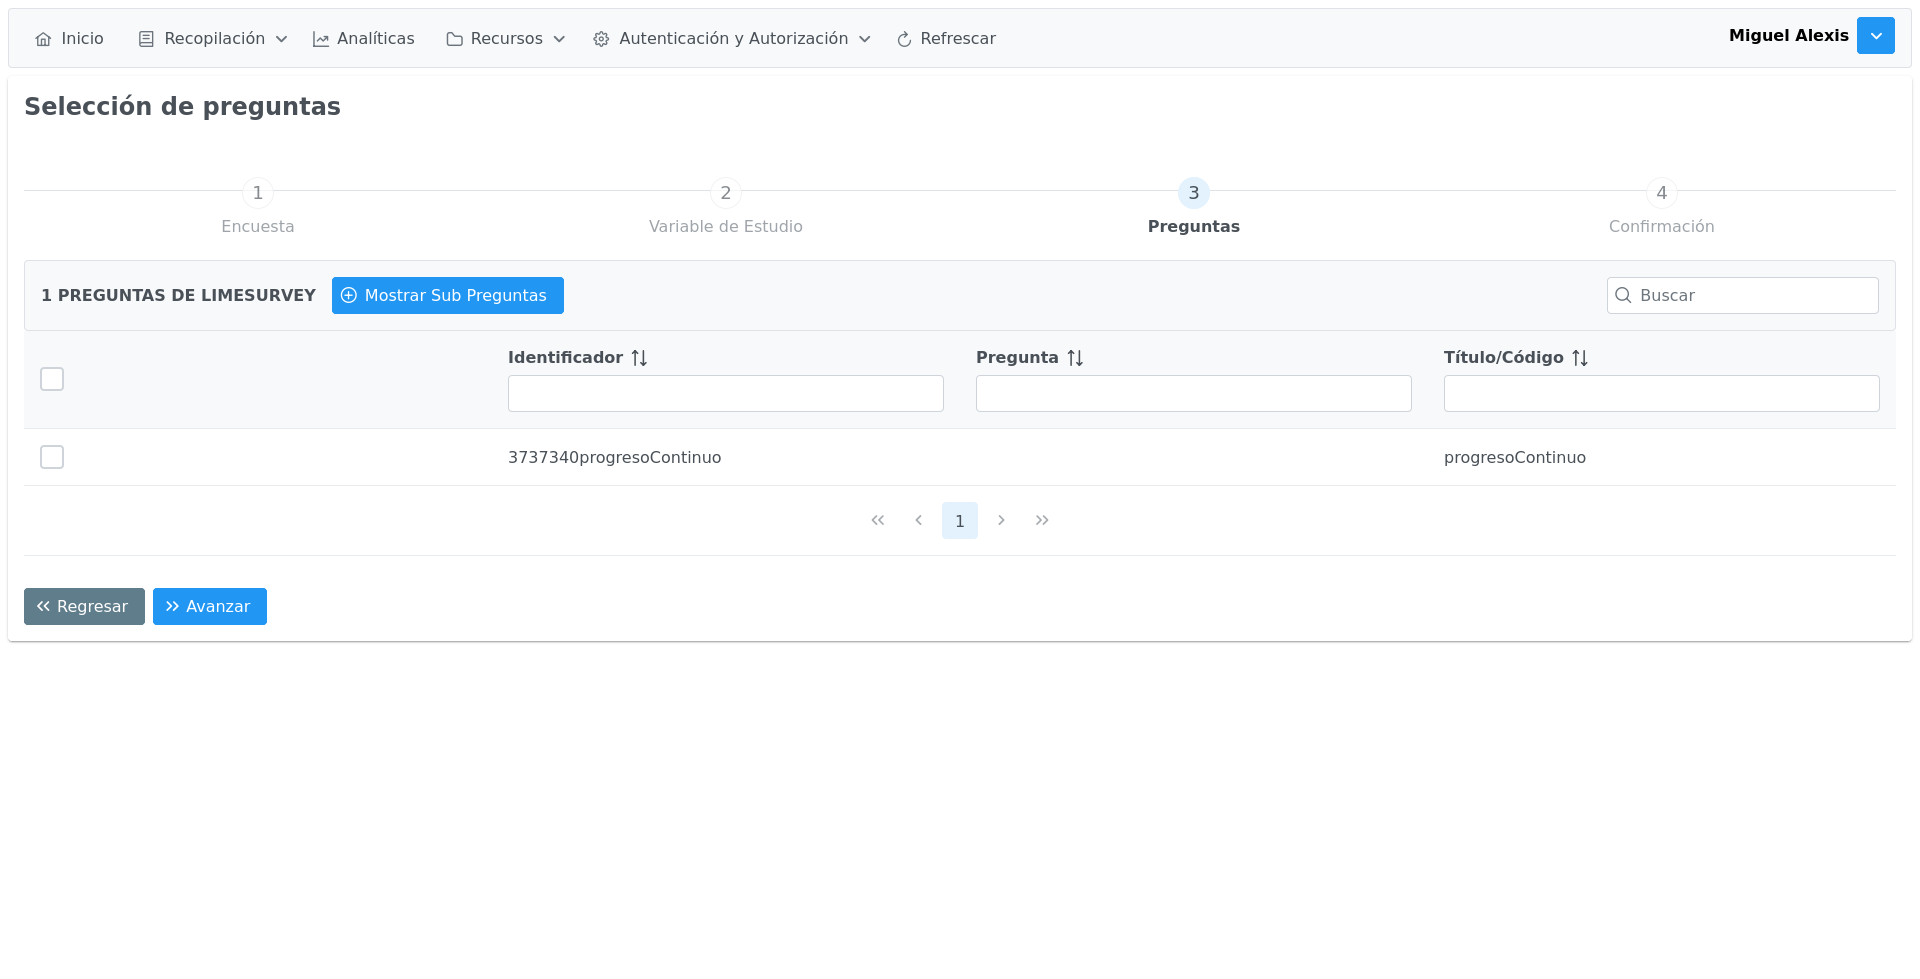 Inicio Recopilación Analíticas Recursos Autenticación y Autorización Refrescar Miguel Alexis
Selección de preguntas
1 2 3 4
Encuesta Variable de Estudio Preguntas Confirmación
1 PREGUNTAS DE LIMESURVEY Mostrar Sub Preguntas Buscar
Identificador Pregunta Título/Código
3737340progresoContinuo progresoContinuo
1
Regresar Avanzar